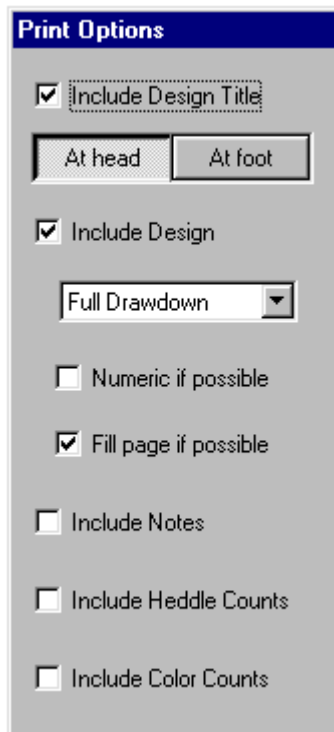 Print Options
Include Design Title
At head At foot
Include Design
Full Drawdown
Numeric if possible
Fill page if possible
Include Notes
Include Heddle Counts
Include Color Counts